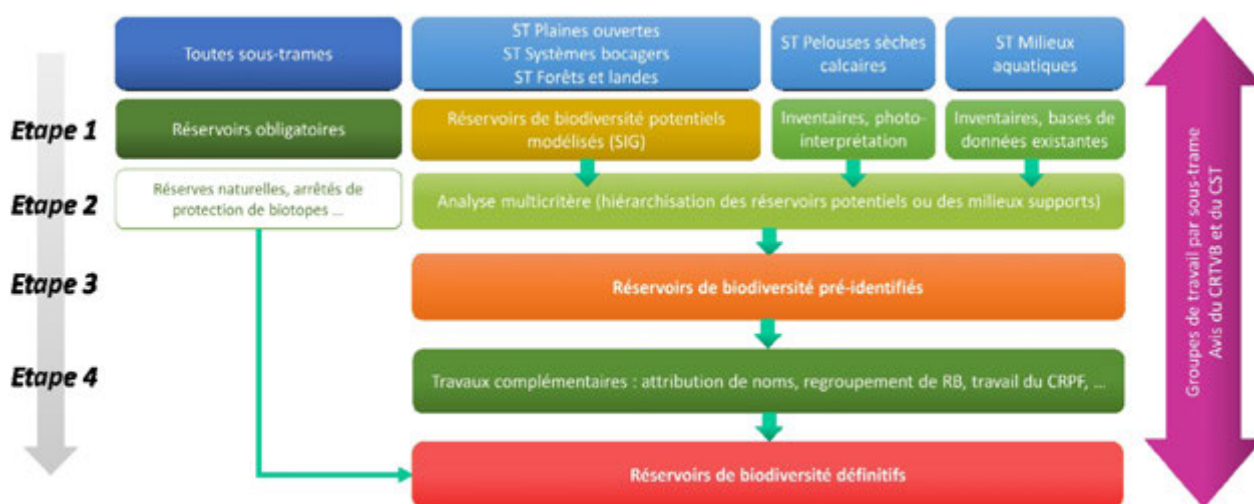 Toutes sous-trames
ST Plaines ouvertes
ST Systèmes bocagers
ST Forêts et landes
ST Pelouses sèches
calcaires
ST Milieux
aquatiques
Etape 1
Réservoirs obligatoires
Réservoirs de biodiversité potentiels
modélisés (SIG)
Inventaires, photo-
interprétation
Inventaires, bases de
données existantes
Etape 2
Réserves naturelles, arrêtés de
protection de biotopes ...
Analyse multicritère (hiérarchisation des réservoirs potentiels ou des milieux supports)
Etape 3
Réservoirs de biodiversité pré-identifiés
Etape 4
Travaux complémentaires : attribution de noms, regroupement de RB, travail du CRPF, ...
Réservoirs de biodiversité définitifs
Groupes de travail par sous-trame
Avis du CRTVB et du CST